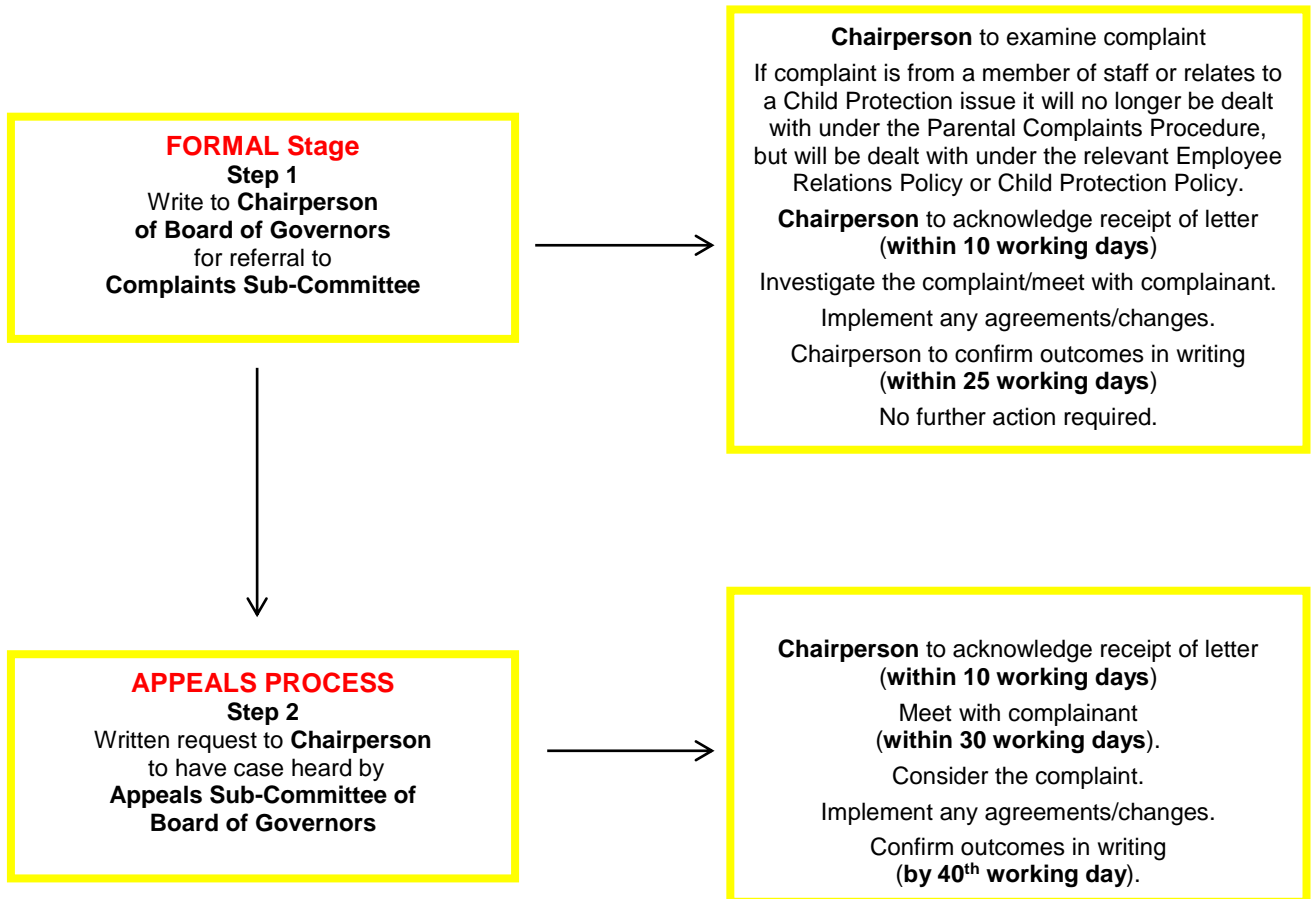 FORMAL Stage
Step 1
Write to Chairperson
of Board of Governors
for referral to
Complaints Sub-Committee
Chairperson to examine complaint
If complaint is from a member of staff or relates to
a Child Protection issue it will no longer be dealt
with under the Parental Complaints Procedure,
but will be dealt with under the relevant Employee
Relations Policy or Child Protection Policy.
Chairperson to acknowledge receipt of letter
(within 10 working days)
Investigate the complaint/meet with complainant.
Implement any agreements/changes.
Chairperson to confirm outcomes in writing
(within 25 working days)
No further action required.
APPEALS PROCESS
Step 2
Written request to Chairperson
to have case heard by
Appeals Sub-Committee of
Board of Governors
Chairperson to acknowledge receipt of letter
(within 10 working days)
Meet with complainant
(within 30 working days).
Consider the complaint.
Implement any agreements/changes.
Confirm outcomes in writing
(by 40th working day).